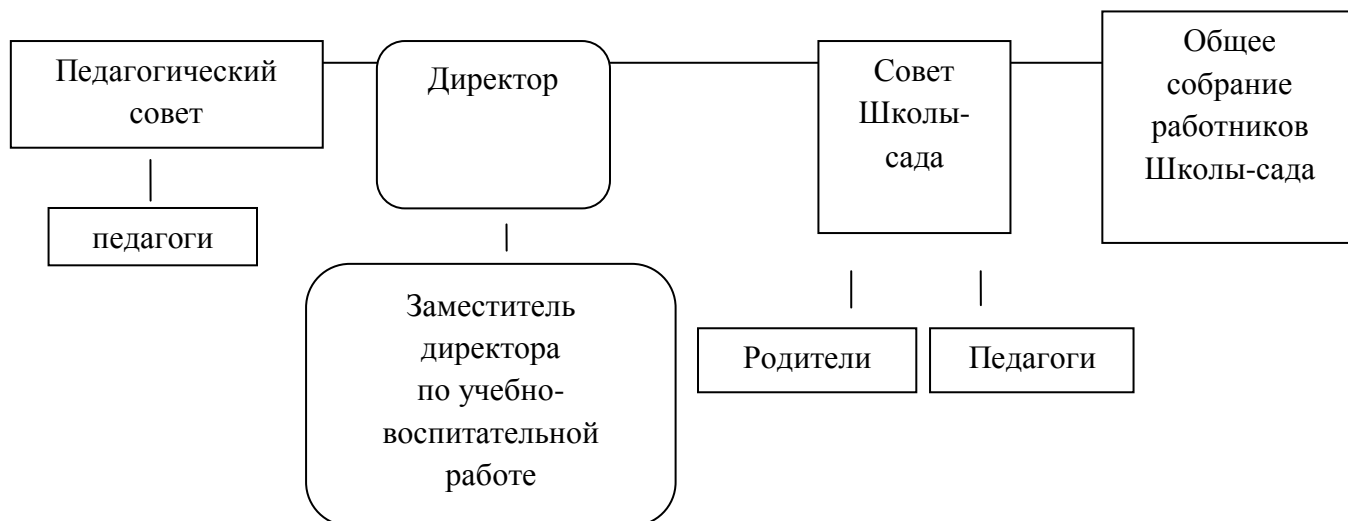 Педагогический
совет
Директор
Совет
Школы-
сада
Общее
собрание
работников
Школы-сада
педагоги
Заместитель
директора
по учебно-
воспитательной
работе
Родители
Педагоги